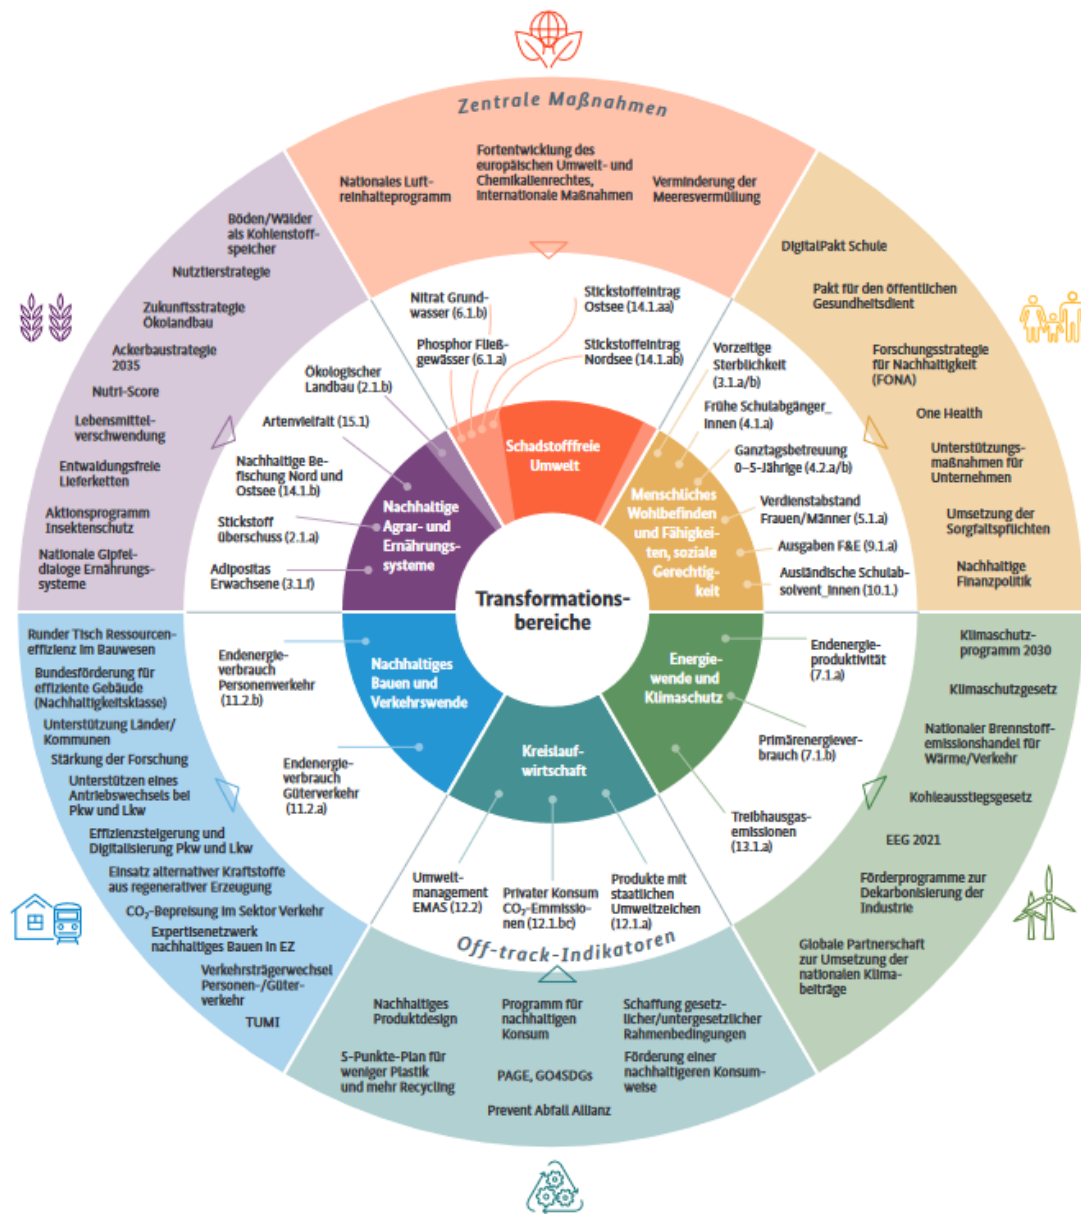 Zentrale Maßnahmen
Nationales Luft-
reinhalteprogramm
Fortentwicklung des
europäischen Umwelt- und
Chemikalienrechtes,
Internationale Maßnahmen
Verminderung der
Meeresvermüllung
DigitalPakt Schule
Pakt für den öffentlichen
Gesundheitsdient
Forschungsstrategie
für Nachhaltigkeit
(FONA)
One Health
Unterstützungs-
maßnahmen für
Unternehmen
Umsetzung der
Sorgfaltspflichten
Nachhaltige
Finanzpolitik
Klimaschutz-
programm 2030
Klimaschutzgesetz
Nationaler Brennstoff-
emissionshandel für
Wärme/Verkehr
Kohleausstiegsgesetz
EEG 2021
Förderprogramme zur
Dekarbonisierung der
Industrie
Globale Partnerschaft
zur Umsetzung der
nationalen Klima-
beiträge
Schaffung gesetz-
licher/untergesetzlicher
Rahmenbedingungen
Förderung einer
nachhaltigeren Konsum-
weise
Programm für
nachhaltigen
Konsum
PAGE, GO4SDGs
Prevent Abfall Allianz
Nachhaltiges
Produktdesign
5-Punkte-Plan für
weniger Plastik
und mehr Recycling
Runder Tisch Ressourcen-
effizienz im Bauwesen
Bundesförderung für
effiziente Gebäude
(Nachhaltigkeitsklasse)
Unterstützung Länder/
Kommunen
Stärkung der Forschung
Unterstützen eines
Antriebswechsels bei
Pkw und Lkw
Effizienzsteigerung und
Digitalisierung Pkw und Lkw
Einsatz alternativer Kraftstoffe
aus regenerativer Erzeugung
CO₂-Bepreisung im Sektor Verkehr
Expertisenetzwerk
nachhaltiges Bauen in EZ
Verkehrsträgerwechsel
Personen-/Güter-
verkehr
TUMI
Böden/Wälder
als Kohlenstoff-
speicher
Nutztierstrategie
Zukunftsstrategie
Ökolandbau
Ackerbaustrategie
2035
Nutri-Score
Lebensmittel-
verschwendung
Entwaldungsfreie
Lieferketten
Aktionsprogramm
Insektenschutz
Nationale Gipfel-
dialoge Ernährungs-
systeme
Nitrat Grund-
wasser (6.1.b)
Phosphor Fließ-
gewässer (6.1.a)
Stickstoffeintrag
Ostsee (14.1.aa)
Stickstoffeintrag
Nordsee (14.1.ab)
Vorzeitige
Sterblichkeit
(3.1.a/b)
Frühe Schulabgänger_
innen (4.1.a)
Ganztagsbetreuung
0–5-Jährige (4.2.a/b)
Verdienstabstand
Frauen/Männer (5.1.a)
Ausgaben F&E (9.1.a)
Ausländische Schulab-
solvent_innen (10.1.)
Endenergie-
produktivität
(7.1.a)
Primärenergiever-
brauch (7.1.b)
Treibhausgas-
emissionen
(13.1.a)
Produkte mit
staatlichen
Umweltzeichen
(12.1.a)
Privater Konsum
CO₂-Emmissio-
nen (12.1.bc)
Umwelt-
management
EMAS (12.2)
Off-track-Indikatoren
Endenergie-
verbrauch
Güterverkehr
(11.2.a)
Endenergie-
verbrauch
Personenverkehr
(11.2.b)
Ökologischer
Landbau (2.1.b)
Artenvielfalt (15.1)
Nachhaltige Be-
fischung Nord und
Ostsee (14.1.b)
Stickstoff
überschuss (2.1.a)
Adipositas
Erwachsene (3.1.f)
Schadstofffreie
Umwelt
Menschliches
Wohlbefinden
und Fähigkei-
ten, soziale
Gerechtig-
keit
Energie-
wende und
Klimaschutz
Kreislauf-
wirtschaft
Nachhaltiges
Bauen und
Verkehrswende
Nachhaltige
Agrar- und
Ernährungs-
systeme
Transformations-
bereiche